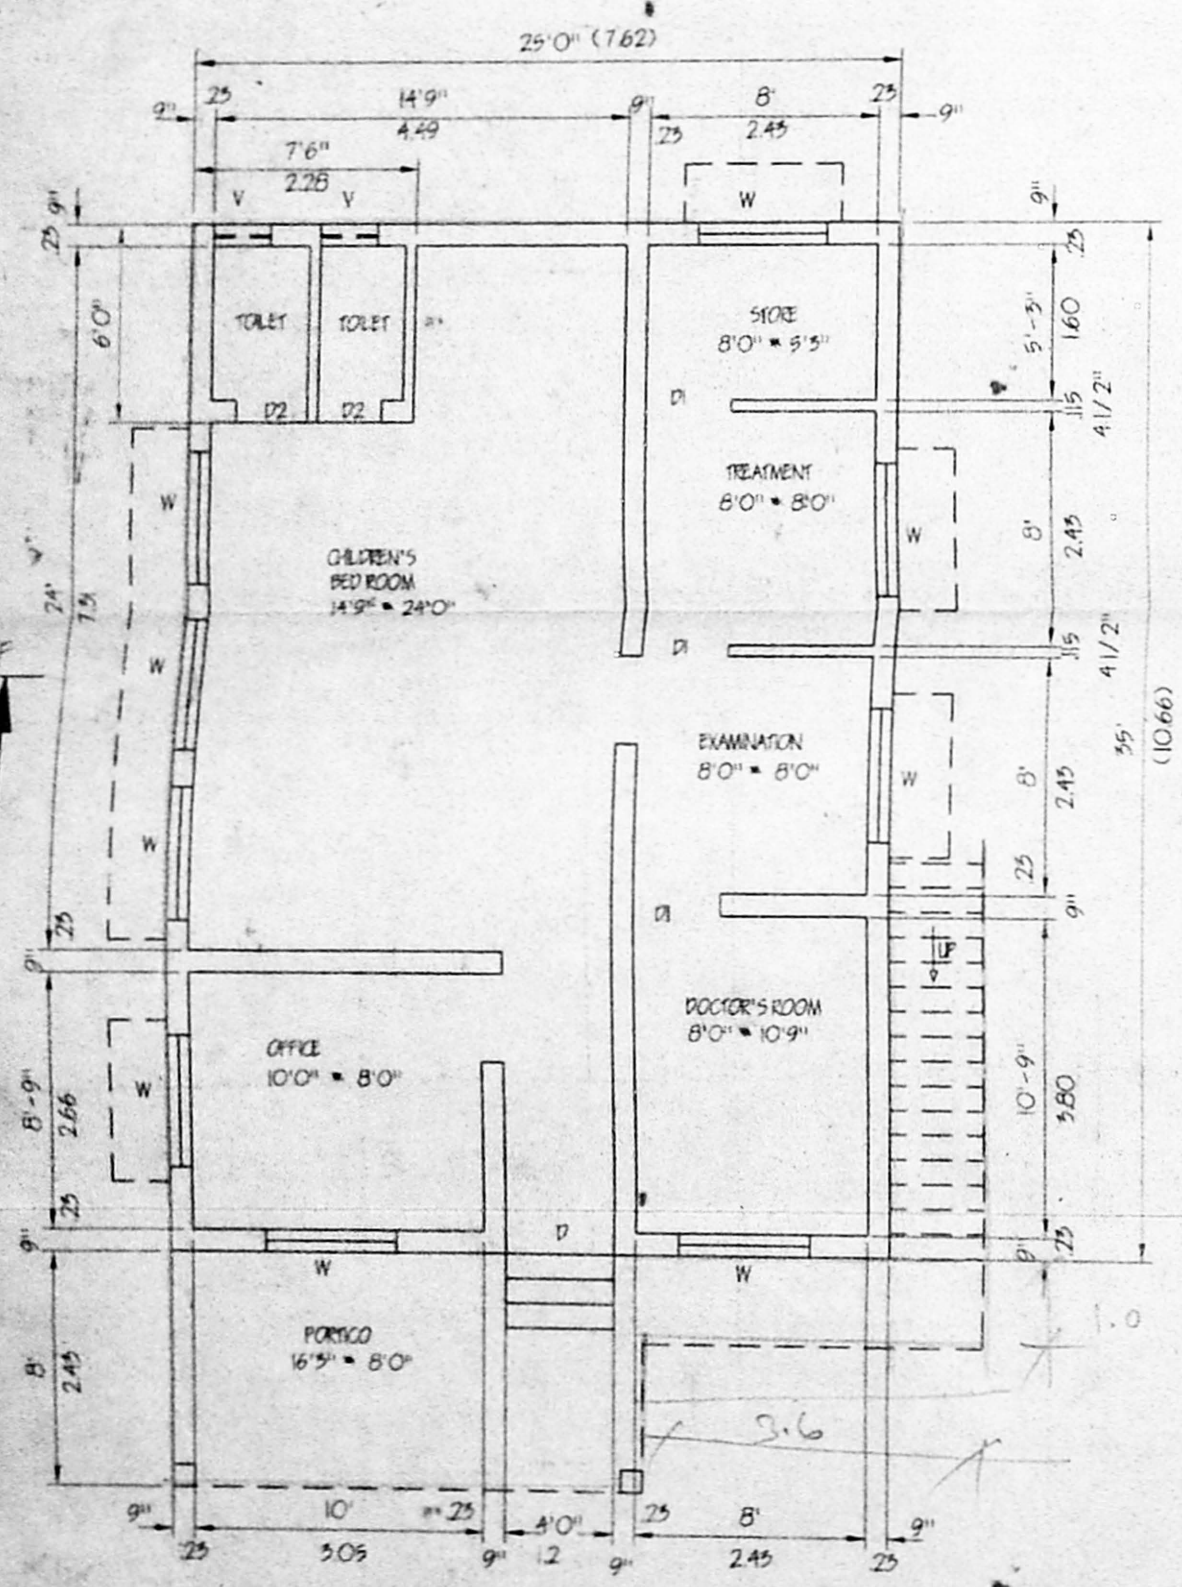 25'0" (7.62)
9" 23 14'9" 9" 8' 23 9"
4.49 23 2.43
7'6"
2.28
V V W
9" 9"
23 23
6'0"
TOILET TOILET
STORE
8'0" × 5'3"
5'-3" 1.60
D2 D2 D1
.115 4 1/2"
TREATMENT
8'0" × 8'0"
W W
8' 2.43
CHILDREN'S
BED ROOM
14'9" × 24'0"
24' 7.31
W D1
.115 4 1/2"
EXAMINATION
8'0" × 8'0"
W
8' 2.43
35' (10.66)
W
23 23
D1
9" 9"
UP
DOCTOR'S ROOM
8'0" × 10'9"
OFFICE
10'0" × 8'0"
W
8'-9" 2.66
10'-9" 3.80
23
9" D 9" 23
W W
PORTICO
16'3" × 8'0"
8' 2.43
1.0
3.6
9" 10' 23 4'0" 23 8' 9"
23 3.05 9" 1.2 9" 2.43 23